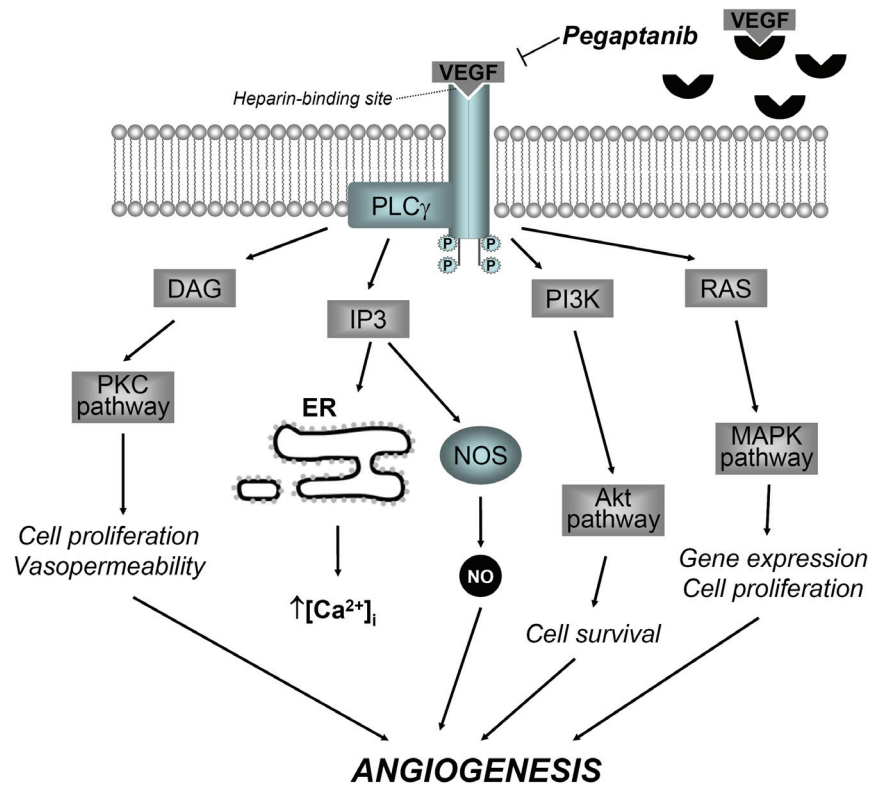 VEGF
Pegaptanib
VEGF
Heparin-binding site
PLCγ
P
P
P
P
DAG
IP3
PI3K
RAS
PKC
pathway
ER
NOS
MAPK
pathway
Akt
pathway
Cell proliferation
Vasopermeability
NO
Gene expression
Cell proliferation
↑[Ca²⁺]ᵢ
Cell survival
ANGIOGENESIS